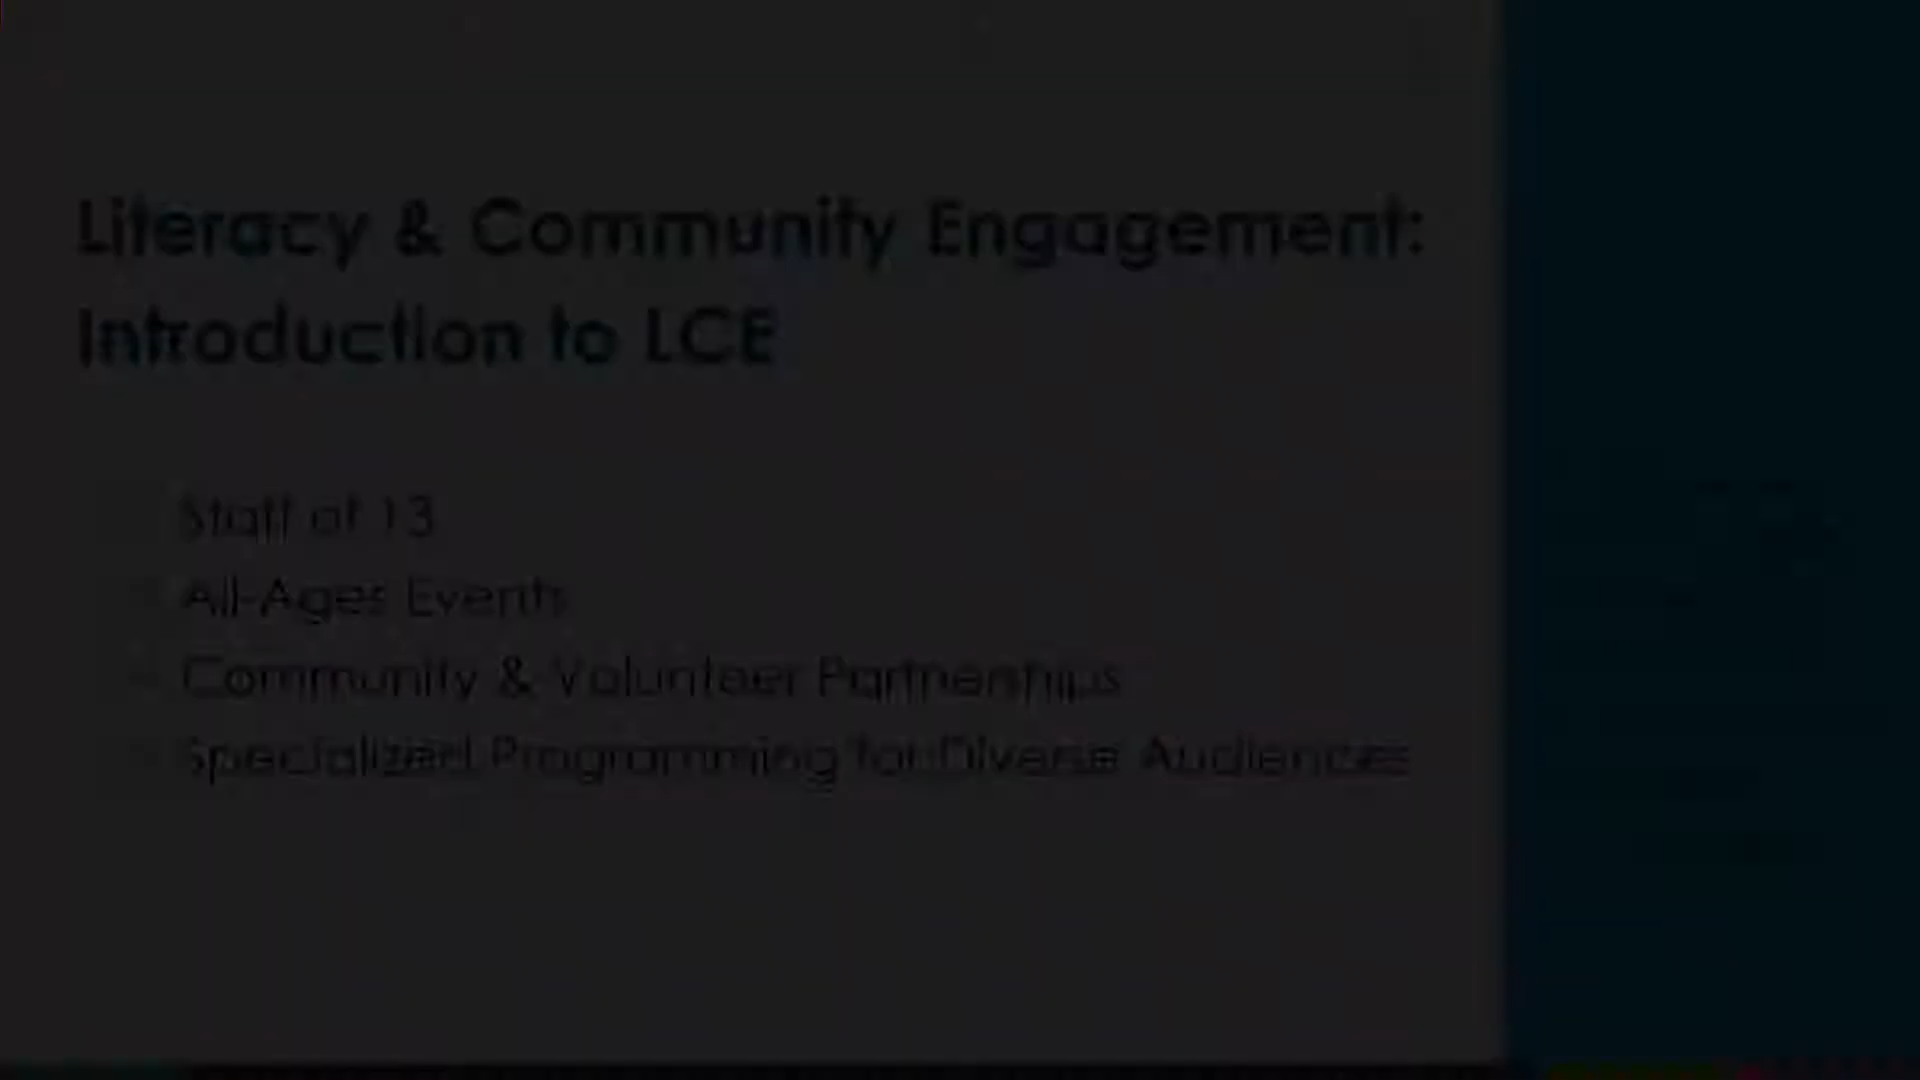 Literacy & Community Engagement:
Introduction to LCE
Staff of 13
All-Ages Events
Community & Volunteer Partnerships
Specialized Programming for Diverse Audiences